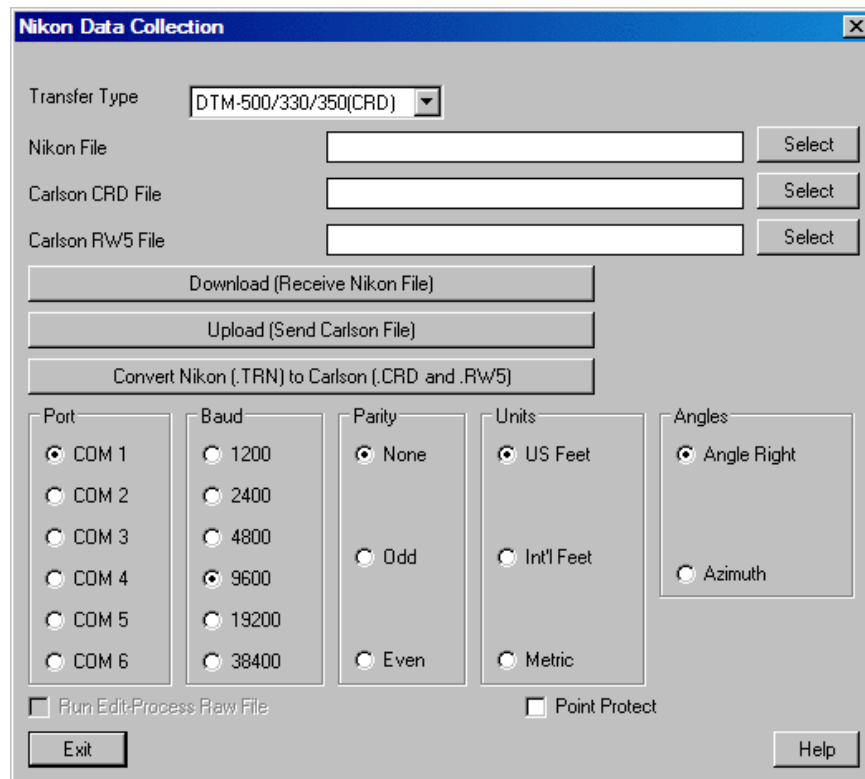 Nikon Data Collection
Transfer Type DTM-500/330/350(CRD)
Nikon File Select
Carlson CRD File Select
Carlson RW5 File Select
Download (Receive Nikon File)
Upload (Send Carlson File)
Convert Nikon (.TRN) to Carlson (.CRD and .RW5)
Port Baud Parity Units Angles
COM 1 1200 None US Feet Angle Right
COM 2 2400
COM 3 4800 Odd Int'l Feet
COM 4 9600 Azimuth
COM 5 19200
COM 6 38400 Even Metric
Run Edit-Process Raw File Point Protect
Exit Help